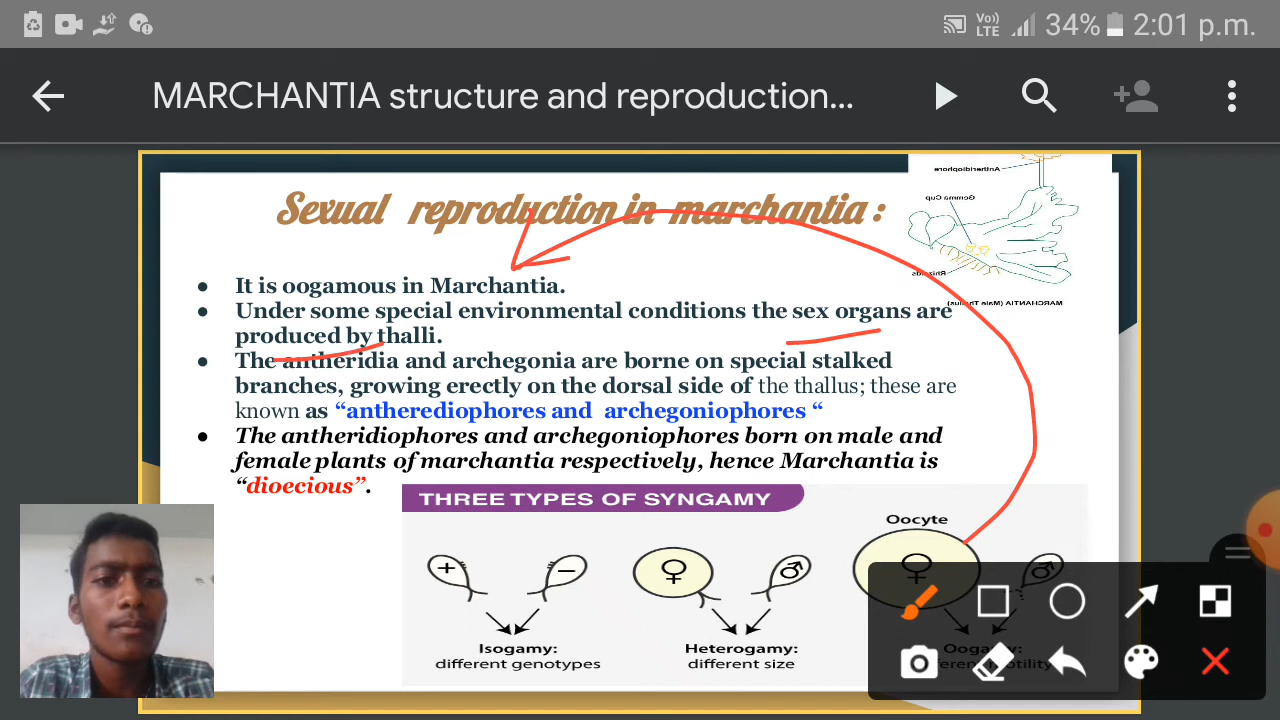 Vo)) LTE 34% 2:01 p.m.
MARCHANTIA structure and reproduction...
Sexual reproduction in marchantia :
Antheridiophore
Gemma Cup
Rhizoids
MARCHANTIA (Male Thallus)
• It is oogamous in Marchantia.
• Under some special environmental conditions the sex organs are
produced by thalli.
• The antheridia and archegonia are borne on special stalked
branches, growing erectly on the dorsal side of the thallus; these are
known as “antherediophores and archegoniophores “
• The antheridiophores and archegoniophores born on male and
female plants of marchantia respectively, hence Marchantia is
“dioecious”.
THREE TYPES OF SYNGAMY
Oocyte
+ − ♀ ♂ ♀ ♂
Isogamy:
different genotypes
Heterogamy:
different size